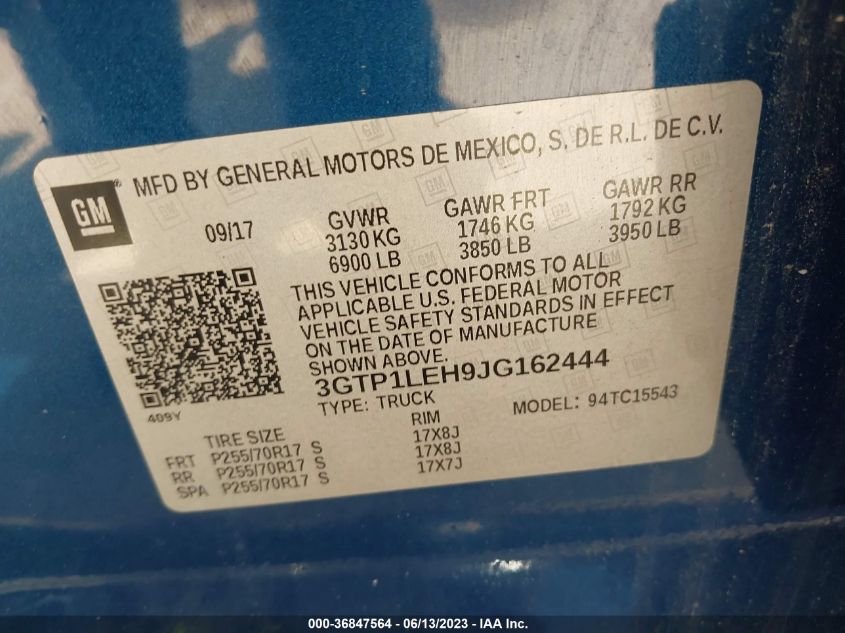 GM
MFD BY GENERAL MOTORS DE MEXICO, S. DE R.L. DE C.V.
09/17
GVWR
3130 KG
6900 LB
GAWR FRT
1746 KG
3850 LB
GAWR RR
1792 KG
3950 LB
THIS VEHICLE CONFORMS TO ALL
APPLICABLE U.S. FEDERAL MOTOR
VEHICLE SAFETY STANDARDS IN EFFECT
ON THE DATE OF MANUFACTURE
SHOWN ABOVE.
3GTP1LEH9JG162444
TYPE: TRUCK
MODEL: 94TC15543
409Y
TIRE SIZE RIM
FRT P255/70R17 S 17X8J
RR P255/70R17 S 17X8J
SPA P255/70R17 S 17X7J
000-36847564 - 06/13/2023 - IAA Inc.